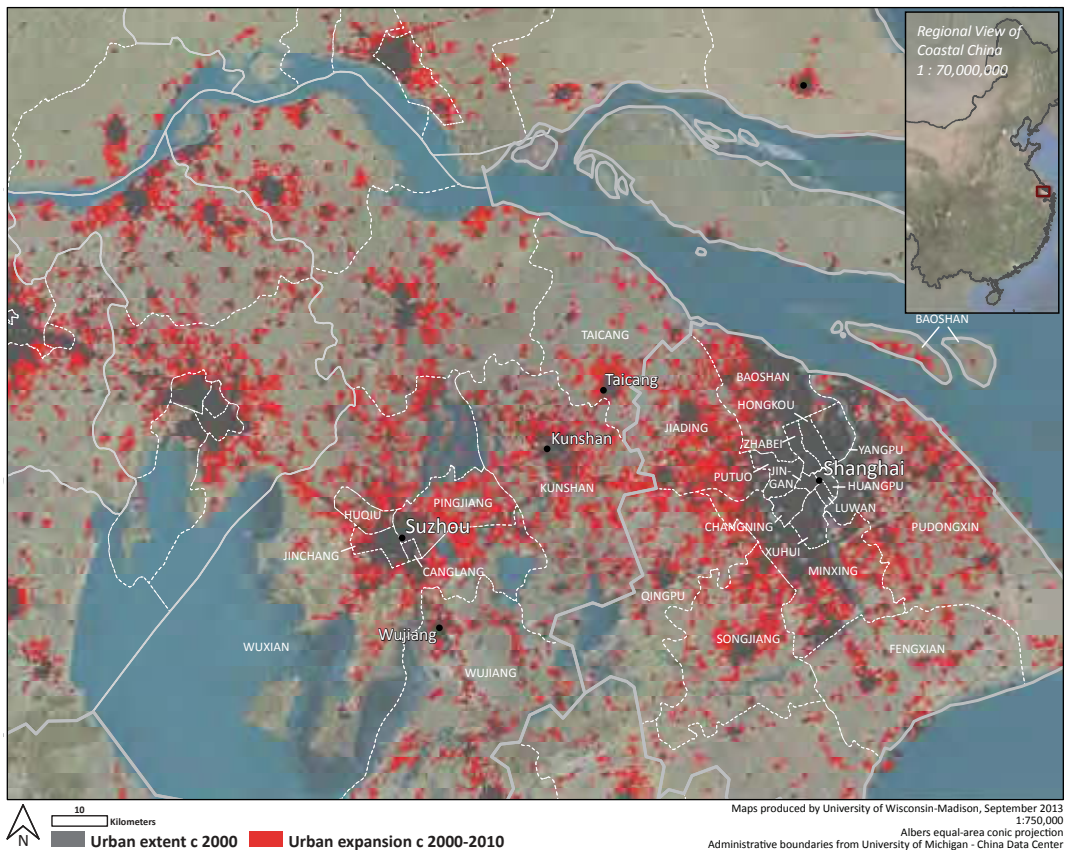 Regional View of
Coastal China
1 : 70,000,000
BAOSHAN
TAICANG
Taicang
BAOSHAN
HONGKOU
JIADING
ZHABEI
YANGPU
Kunshan
Shanghai
PUTUO
JIN-
GAN
HUANGPU
KUNSHAN
PINGJIANG
LUWAN
HUQIU
Suzhou
CHANGNING
PUDONGXIN
JINCHANG
XUHUI
CANGLANG
MINXING
QINGPU
Wujiang
SONGJIANG
WUXIAN
FENGXIAN
WUJIANG
N
10
Kilometers
Urban extent c 2000
Urban expansion c 2000-2010
Maps produced by University of Wisconsin-Madison, September 2013
1:750,000
Albers equal-area conic projection
Administrative boundaries from University of Michigan - China Data Center